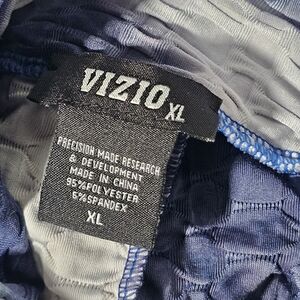 VIZIO XL
PRECISION MADE RESEARCH
& DEVELOPMENT
MADE IN CHINA
95%POLYESTER
5%SPANDEX
XL